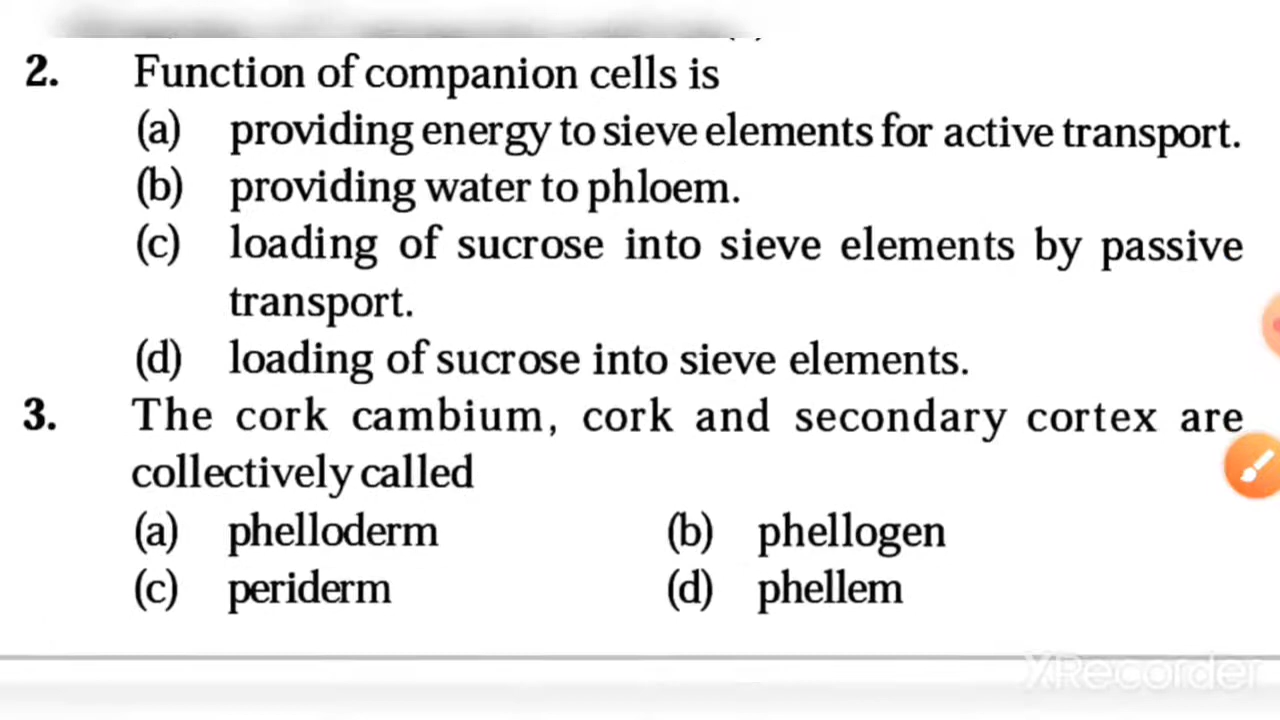 2. Function of companion cells is
(a) providing energy to sieve elements for active transport.
(b) providing water to phloem.
(c) loading of sucrose into sieve elements by passive
transport.
(d) loading of sucrose into sieve elements.
3. The cork cambium, cork and secondary cortex are
collectively called
(a) phelloderm (b) phellogen
(c) periderm (d) phellem
XRecorder